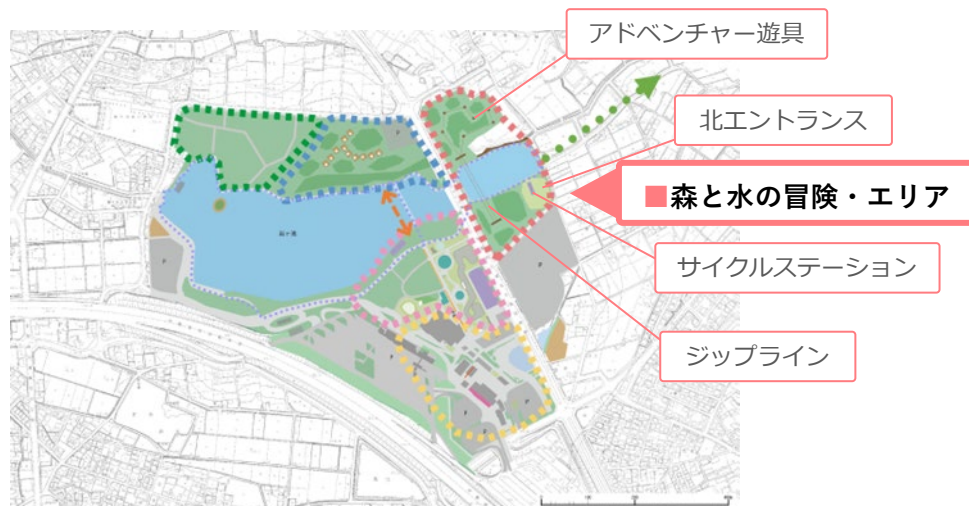 アドベンチャー遊具
北エントランス
■森と水の冒険・エリア
サイクルステーション
ジップライン